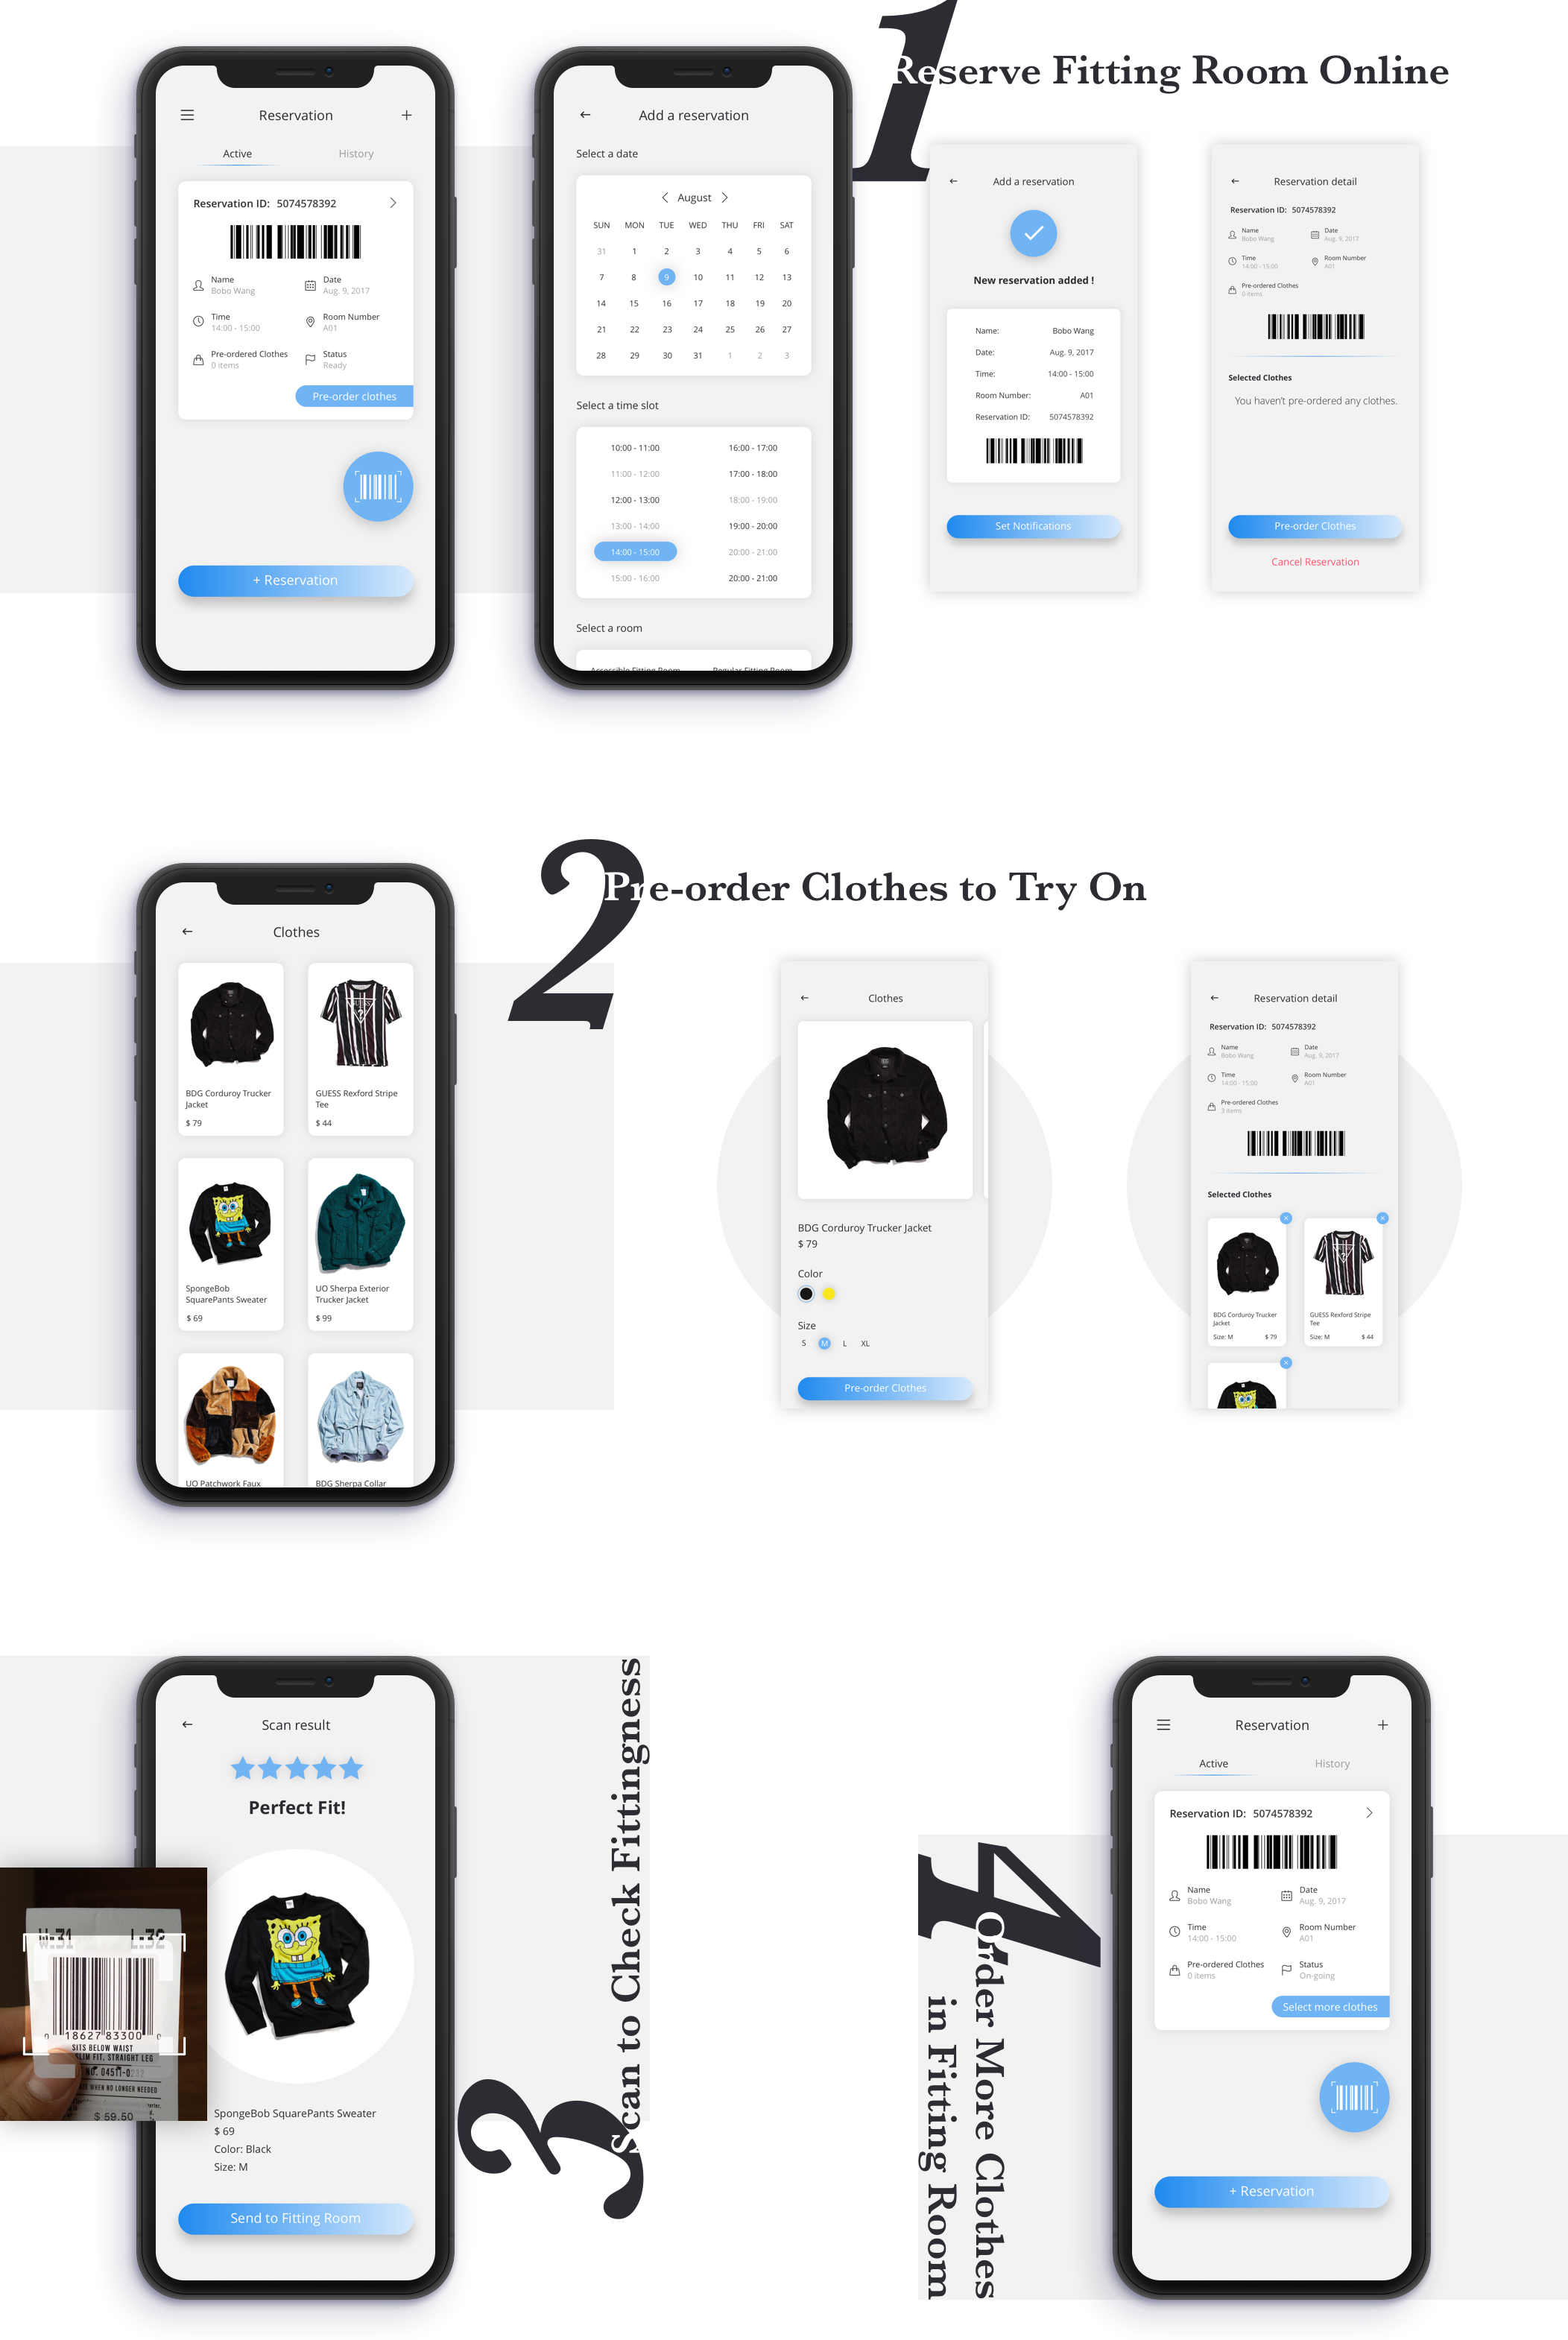 1
Reserve Fitting Room Online
Reservation
Active
History
Reservation ID: 5074578392
Name
Bobo Wang
Date
Aug. 9, 2017
Time
14:00 - 15:00
Room Number
A01
Pre-ordered Clothes
0 items
Status
Ready
Pre-order clothes
+ Reservation
Add a reservation
Select a date
August
SUN MON TUE WED THU FRI SAT
31 1 2 3 4 5 6
7 8 9 10 11 12 13
14 15 16 17 18 19 20
21 22 23 24 25 26 27
28 29 30 31 1 2 3
Select a time slot
10:00 - 11:00 16:00 - 17:00
11:00 - 12:00 17:00 - 18:00
12:00 - 13:00 18:00 - 19:00
13:00 - 14:00 19:00 - 20:00
14:00 - 15:00 20:00 - 21:00
15:00 - 16:00 20:00 - 21:00
Select a room
Accessible Fitting Room Regular Fitting Room
Add a reservation
New reservation added !
Name: Bobo Wang
Date: Aug. 9, 2017
Time: 14:00 - 15:00
Room Number: A01
Reservation ID: 5074578392
Set Notifications
Reservation detail
Reservation ID: 5074578392
Name
Bobo Wang
Date
Aug. 9, 2017
Time
14:00 - 15:00
Room Number
A01
Pre-ordered Clothes
0 items
Selected Clothes
You haven't pre-ordered any clothes.
Pre-order Clothes
Cancel Reservation
2
Pre-order Clothes to Try On
Clothes
BDG Corduroy Trucker
Jacket
$ 79
GUESS Rexford Stripe
Tee
$ 44
SpongeBob
SquarePants Sweater
$ 69
UO Sherpa Exterior
Trucker Jacket
$ 99
UO Patchwork Faux
BDG Sherpa Collar
Clothes
BDG Corduroy Trucker Jacket
$ 79
Color
Size
S M L XL
Pre-order Clothes
Reservation detail
Reservation ID: 5074578392
Name
Bobo Wang
Date
Aug. 9, 2017
Time
14:00 - 15:00
Room Number
A01
Pre-ordered Clothes
3 items
Selected Clothes
BDG Corduroy Trucker
Jacket
Size: M $ 79
GUESS Rexford Stripe
Tee
Size: M $ 44
3
Scan to Check Fittingness
Scan result
Perfect Fit!
W:31 L:32
0 18627 83300 0
SITS BELOW WAIST
SLIM FIT, STRAIGHT LEG
NO. 04511-0
WHEN NO LONGER NEEDED
$ 59.50
SpongeBob SquarePants Sweater
$ 69
Color: Black
Size: M
Send to Fitting Room
4
Order More Clothes
in Fitting Room
Reservation
Active
History
Reservation ID: 5074578392
Name
Bobo Wang
Date
Aug. 9, 2017
Time
14:00 - 15:00
Room Number
A01
Pre-ordered Clothes
0 items
Status
On-going
Select more clothes
+ Reservation